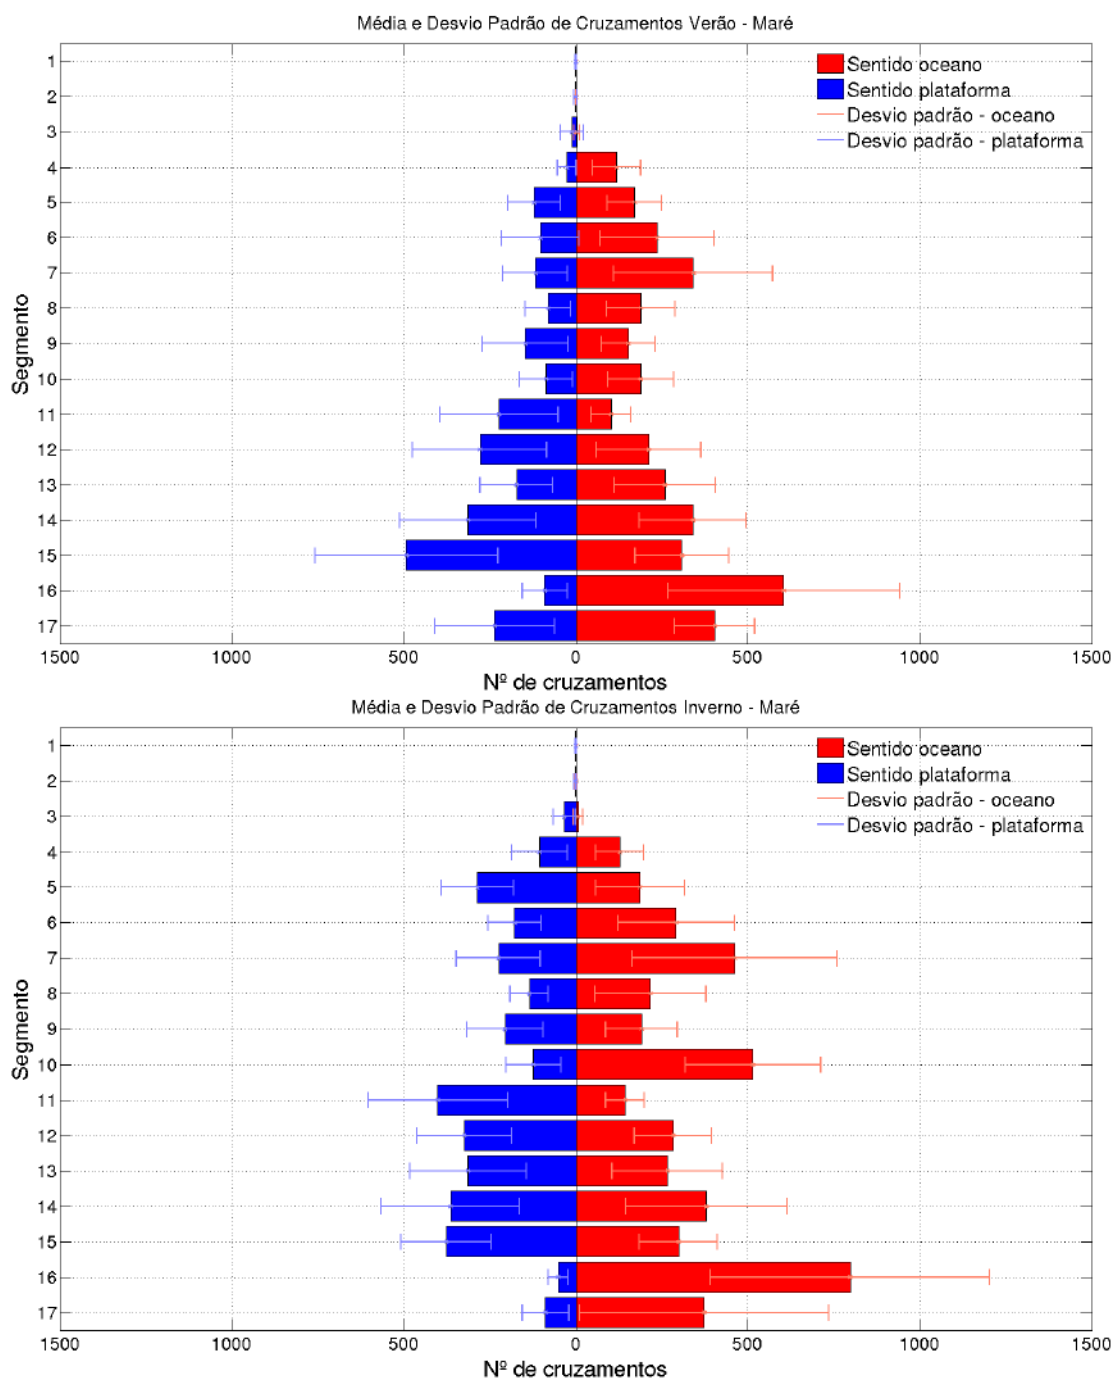 Média e Desvio Padrão de Cruzamentos Verão - Maré
Sentido oceano
Sentido plataforma
Desvio padrão - oceano
Desvio padrão - plataforma
Segmento
1
2
3
4
5
6
7
8
9
10
11
12
13
14
15
16
17
1500 1000 500 0 500 1000 1500
Nº de cruzamentos
Média e Desvio Padrão de Cruzamentos Inverno - Maré
Sentido oceano
Sentido plataforma
Desvio padrão - oceano
Desvio padrão - plataforma
Segmento
1
2
3
4
5
6
7
8
9
10
11
12
13
14
15
16
17
1500 1000 500 0 500 1000 1500
Nº de cruzamentos